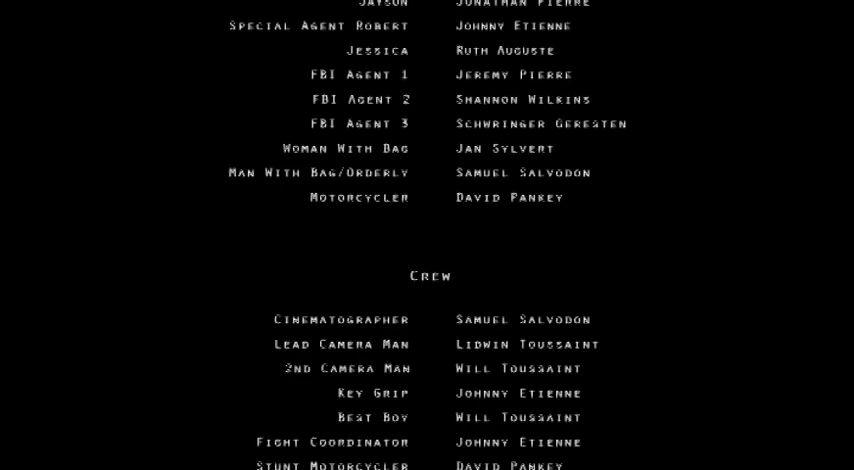 Jayson Jonathan Pierre
Special Agent Robert Johnny Etienne
Jessica Ruth Auguste
FBI Agent 1 Jeremy Pierre
FBI Agent 2 Shannon Wilkins
FBI Agent 3 Schwringer Geresten
Woman With Bag Jan Sylvert
Man With Bag/Orderly Samuel Salvodon
Motorcycler David Pankey
Crew
Cinematographer Samuel Salvodon
Lead Camera Man Lidwin Toussaint
2nd Camera Man Will Toussaint
Key Grip Johnny Etienne
Best Boy Will Toussaint
Fight Coordinator Johnny Etienne
Stunt Motorcycler David Pankey